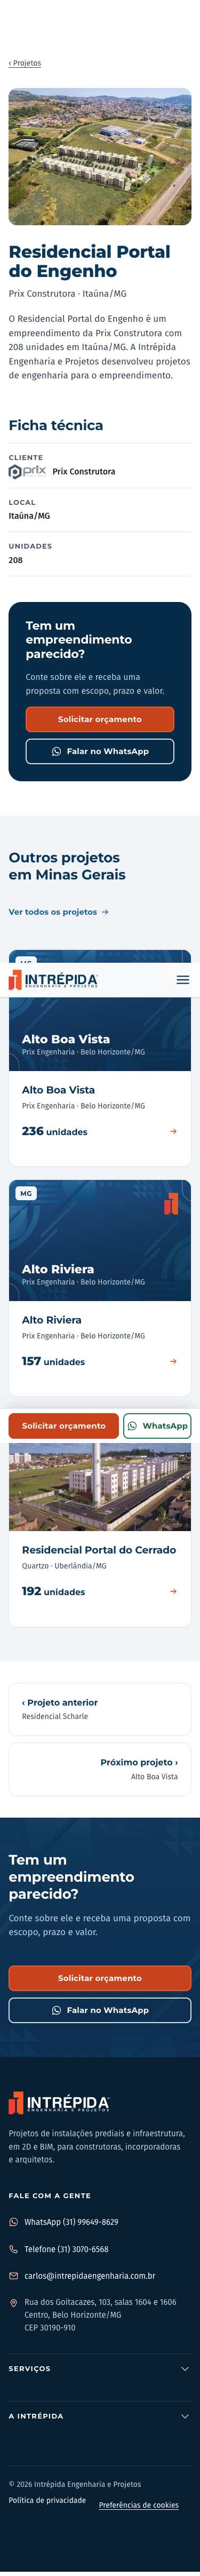 ‹ Projetos
Residencial Portal
do Engenho
Prix Construtora · Itaúna/MG
O Residencial Portal do Engenho é um
empreendimento da Prix Construtora com
208 unidades em Itaúna/MG. A Intrépida
Engenharia e Projetos desenvolveu projetos
de engenharia para o empreendimento.
Ficha técnica
CLIENTE
prix Prix Construtora
LOCAL
Itaúna/MG
UNIDADES
208
Tem um
empreendimento
parecido?
Conte sobre ele e receba uma
proposta com escopo, prazo e valor.
Solicitar orçamento
Falar no WhatsApp
Outros projetos
em Minas Gerais
Ver todos os projetos →
INTRÉPIDA
ENGENHARIA E PROJETOS
Alto Boa Vista
Prix Engenharia · Belo Horizonte/MG
Alto Boa Vista
Prix Engenharia · Belo Horizonte/MG
236 unidades →
MG
Alto Riviera
Prix Engenharia · Belo Horizonte/MG
Alto Riviera
Prix Engenharia · Belo Horizonte/MG
157 unidades →
Solicitar orçamento
WhatsApp
Residencial Portal do Cerrado
Quartzo · Uberlândia/MG
192 unidades →
‹ Projeto anterior
Residencial Scharle
Próximo projeto ›
Alto Boa Vista
Tem um
empreendimento
parecido?
Conte sobre ele e receba uma proposta com
escopo, prazo e valor.
Solicitar orçamento
Falar no WhatsApp
INTRÉPIDA
ENGENHARIA E PROJETOS
Projetos de instalações prediais e infraestrutura,
em 2D e BIM, para construtoras, incorporadoras
e arquitetos.
FALE COM A GENTE
WhatsApp (31) 99649-8629
Telefone (31) 3070-6568
carlos@intrepidaengenharia.com.br
Rua dos Goitacazes, 103, salas 1604 e 1606
Centro, Belo Horizonte/MG
CEP 30190-910
SERVIÇOS
A INTRÉPIDA
© 2026 Intrépida Engenharia e Projetos
Política de privacidade
Preferências de cookies